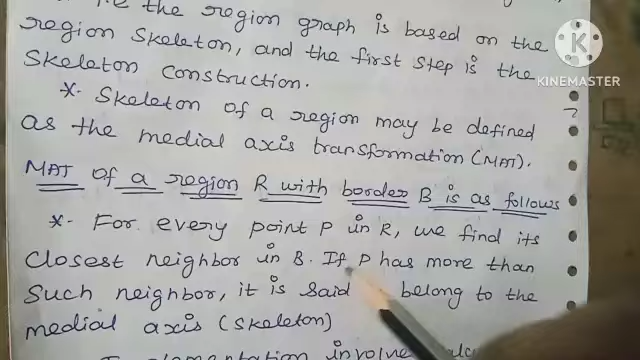 i.e the region graph is based on the
region skeleton, and the first step is the
skeleton construction.
* Skeleton of a region may be defined
as the medial axis transformation (MAT).
MAT of a region R with border B is as follows
* For every point P in R, we find its
closest neighbor in B. If P has more than
such neighbor, it is said belong to the
medial axis (skeleton)
involve
K
KINEMASTER